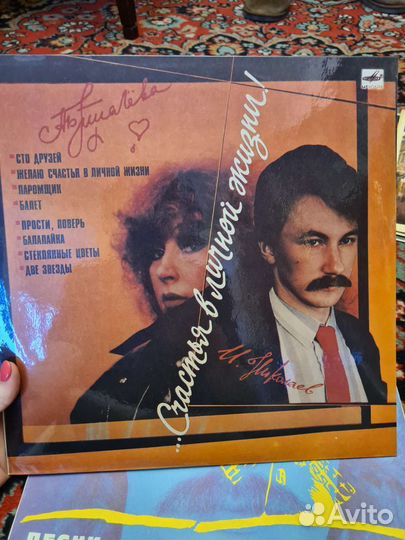 А Пугачёва
СТО ДРУЗЕЙ
ЖЕЛАЮ СЧАСТЬЯ В ЛИЧНОЙ ЖИЗНИ
ПАРОМЩИК
БАЛЕТ
ПРОСТИ, ПОВЕРЬ
БАЛАЛАЙКА
СТЕКЛЯННЫЕ ЦВЕТЫ
ДВЕ ЗВЕЗДЫ
...Счастья в личной жизни!
И. Николаев
ПЕСНИ
Avito